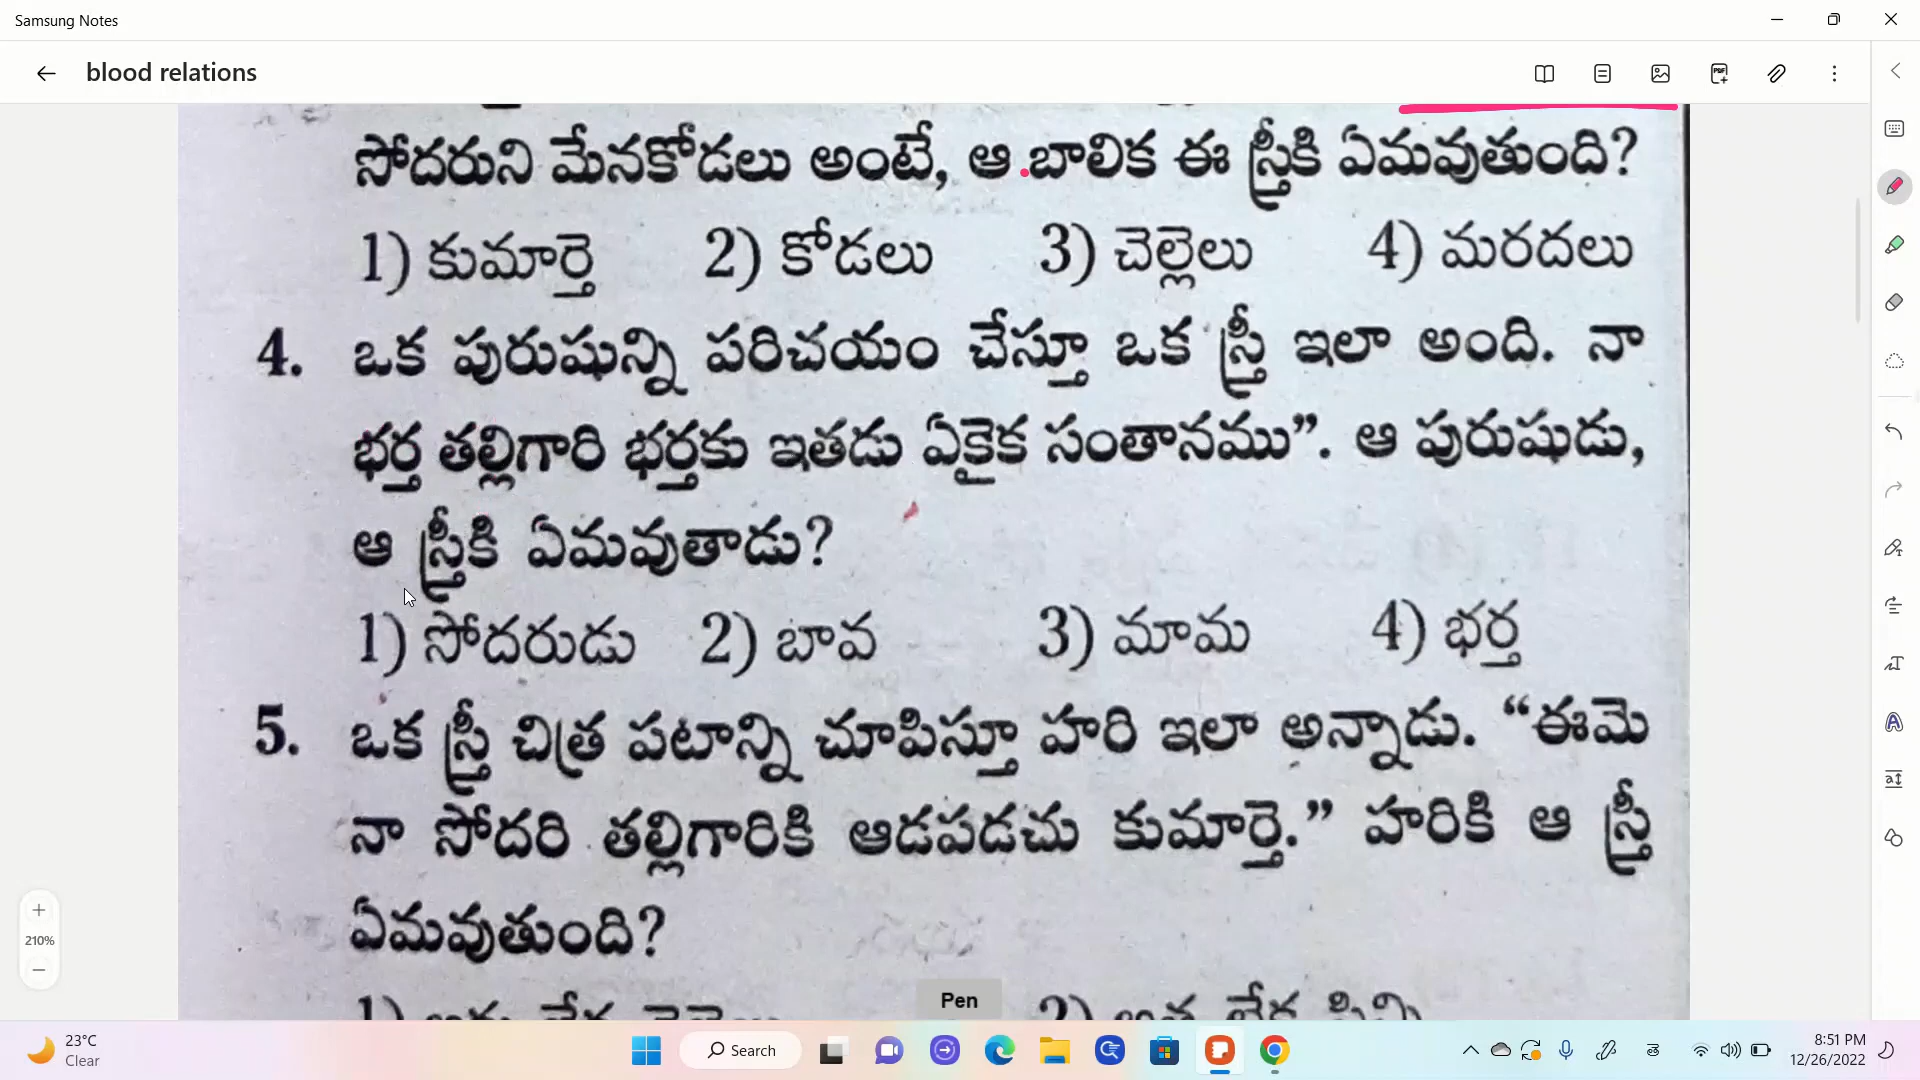 Samsung Notes
blood relations
సోదరుని మేనకోడలు అంటే, ఆ బాలిక ఈ స్త్రీకి ఏమవుతుంది?
1) కుమార్తె 2) కోడలు 3) చెల్లెలు 4) మరదలు
4. ఒక పురుషున్ని పరిచయం చేస్తూ ఒక స్త్రీ ఇలా అంది. నా
భర్త తల్లిగారి భర్తకు ఇతడు ఏకైక సంతానము”. ఆ పురుషుడు,
ఆ స్త్రీకి ఏమవుతాడు?
1) సోదరుడు 2) బావ 3) మామ 4) భర్త
5. ఒక స్త్రీ చిత్ర పటాన్ని చూపిస్తూ హరి ఇలా అన్నాడు. “ఈమె
నా సోదరి తల్లిగారికి ఆడపడచు కుమార్తె.” హరికి ఆ స్త్రీ
ఏమవుతుంది?
210%
Pen
23°C
Clear
Search
8:51 PM
12/26/2022